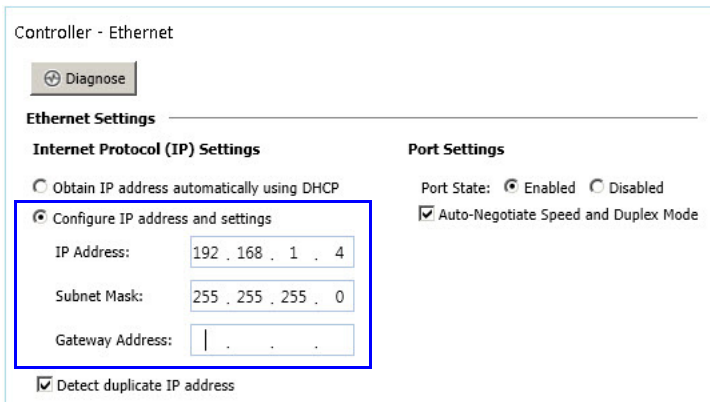 Controller - Ethernet
Diagnose
Ethernet Settings
Internet Protocol (IP) Settings
Port Settings
Obtain IP address automatically using DHCP
Port State: Enabled Disabled
Configure IP address and settings
Auto-Negotiate Speed and Duplex Mode
IP Address: 192 . 168 . 1 . 4
Subnet Mask: 255 . 255 . 255 . 0
Gateway Address: . . .
Detect duplicate IP address